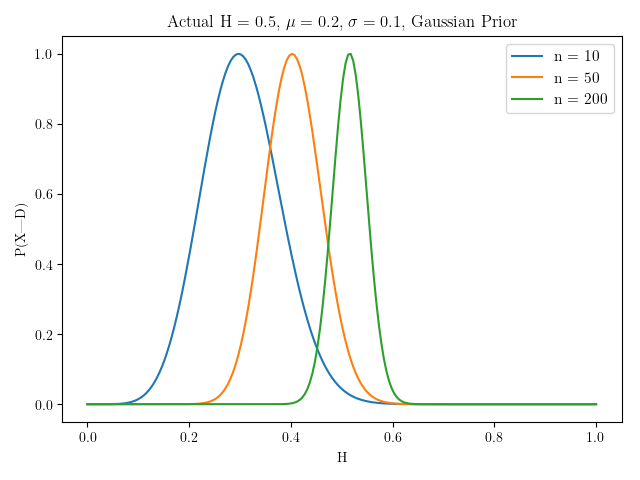 Actual H = 0.5, μ = 0.2, σ = 0.1, Gaussian Prior
n = 10
n = 50
n = 200
1.0
0.8
0.6
0.4
0.2
0.0
P(X—D)
0.0 0.2 0.4 0.6 0.8 1.0
H